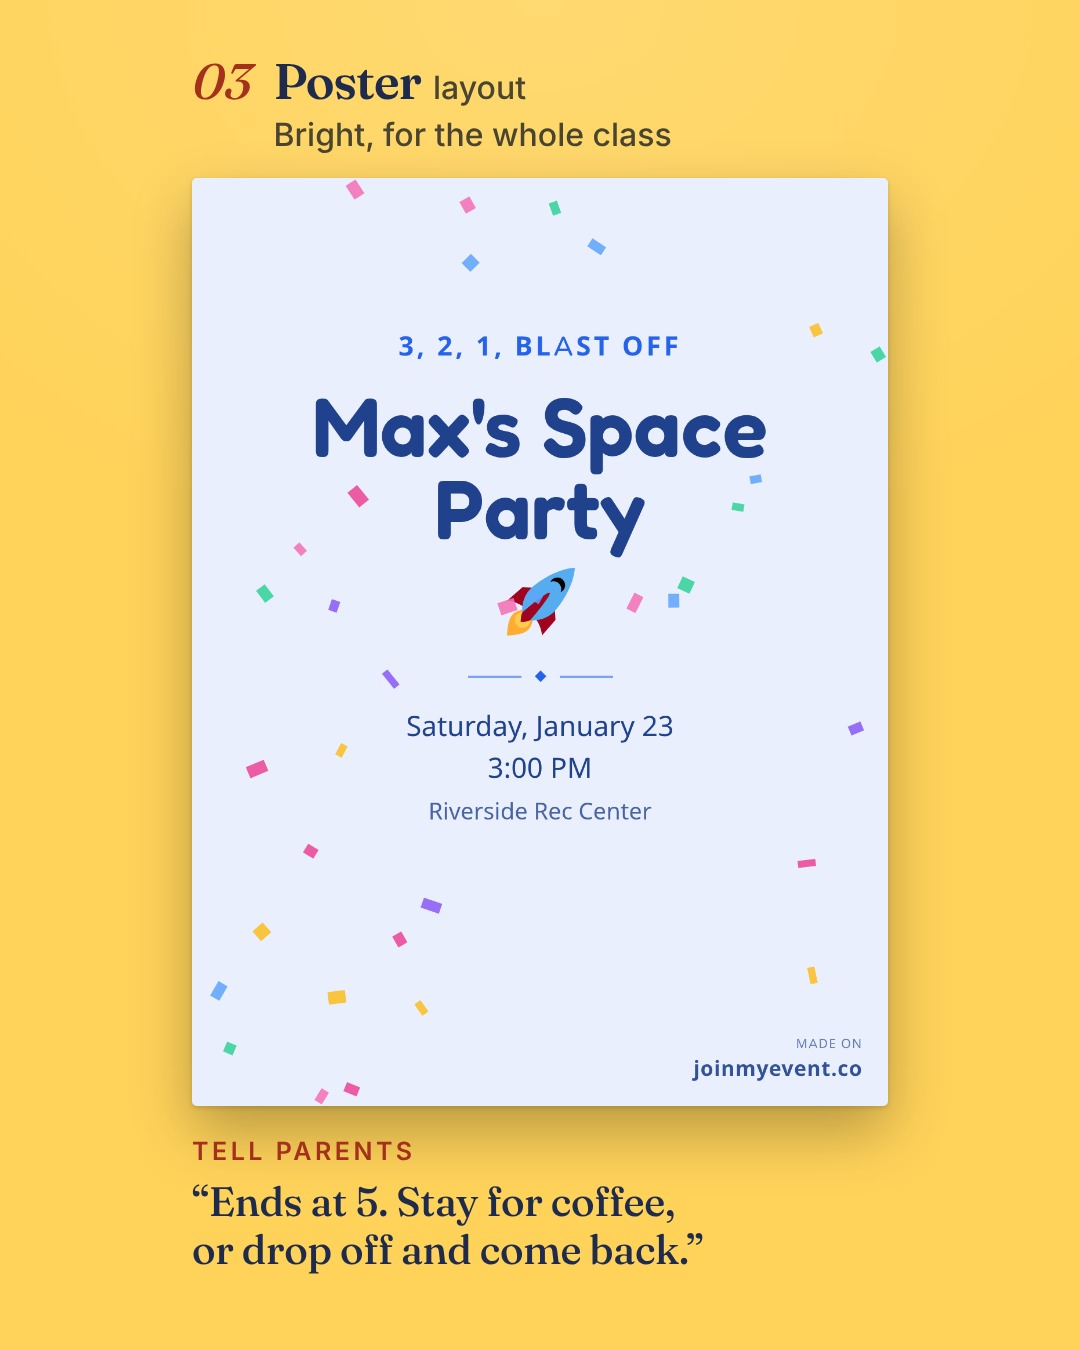 03 Poster layout
Bright, for the whole class
3, 2, 1, BLAST OFF
Max's Space
Party
Saturday, January 23
3:00 PM
Riverside Rec Center
MADE ON
joinmyevent.co
TELL PARENTS
“Ends at 5. Stay for coffee,
or drop off and come back.”